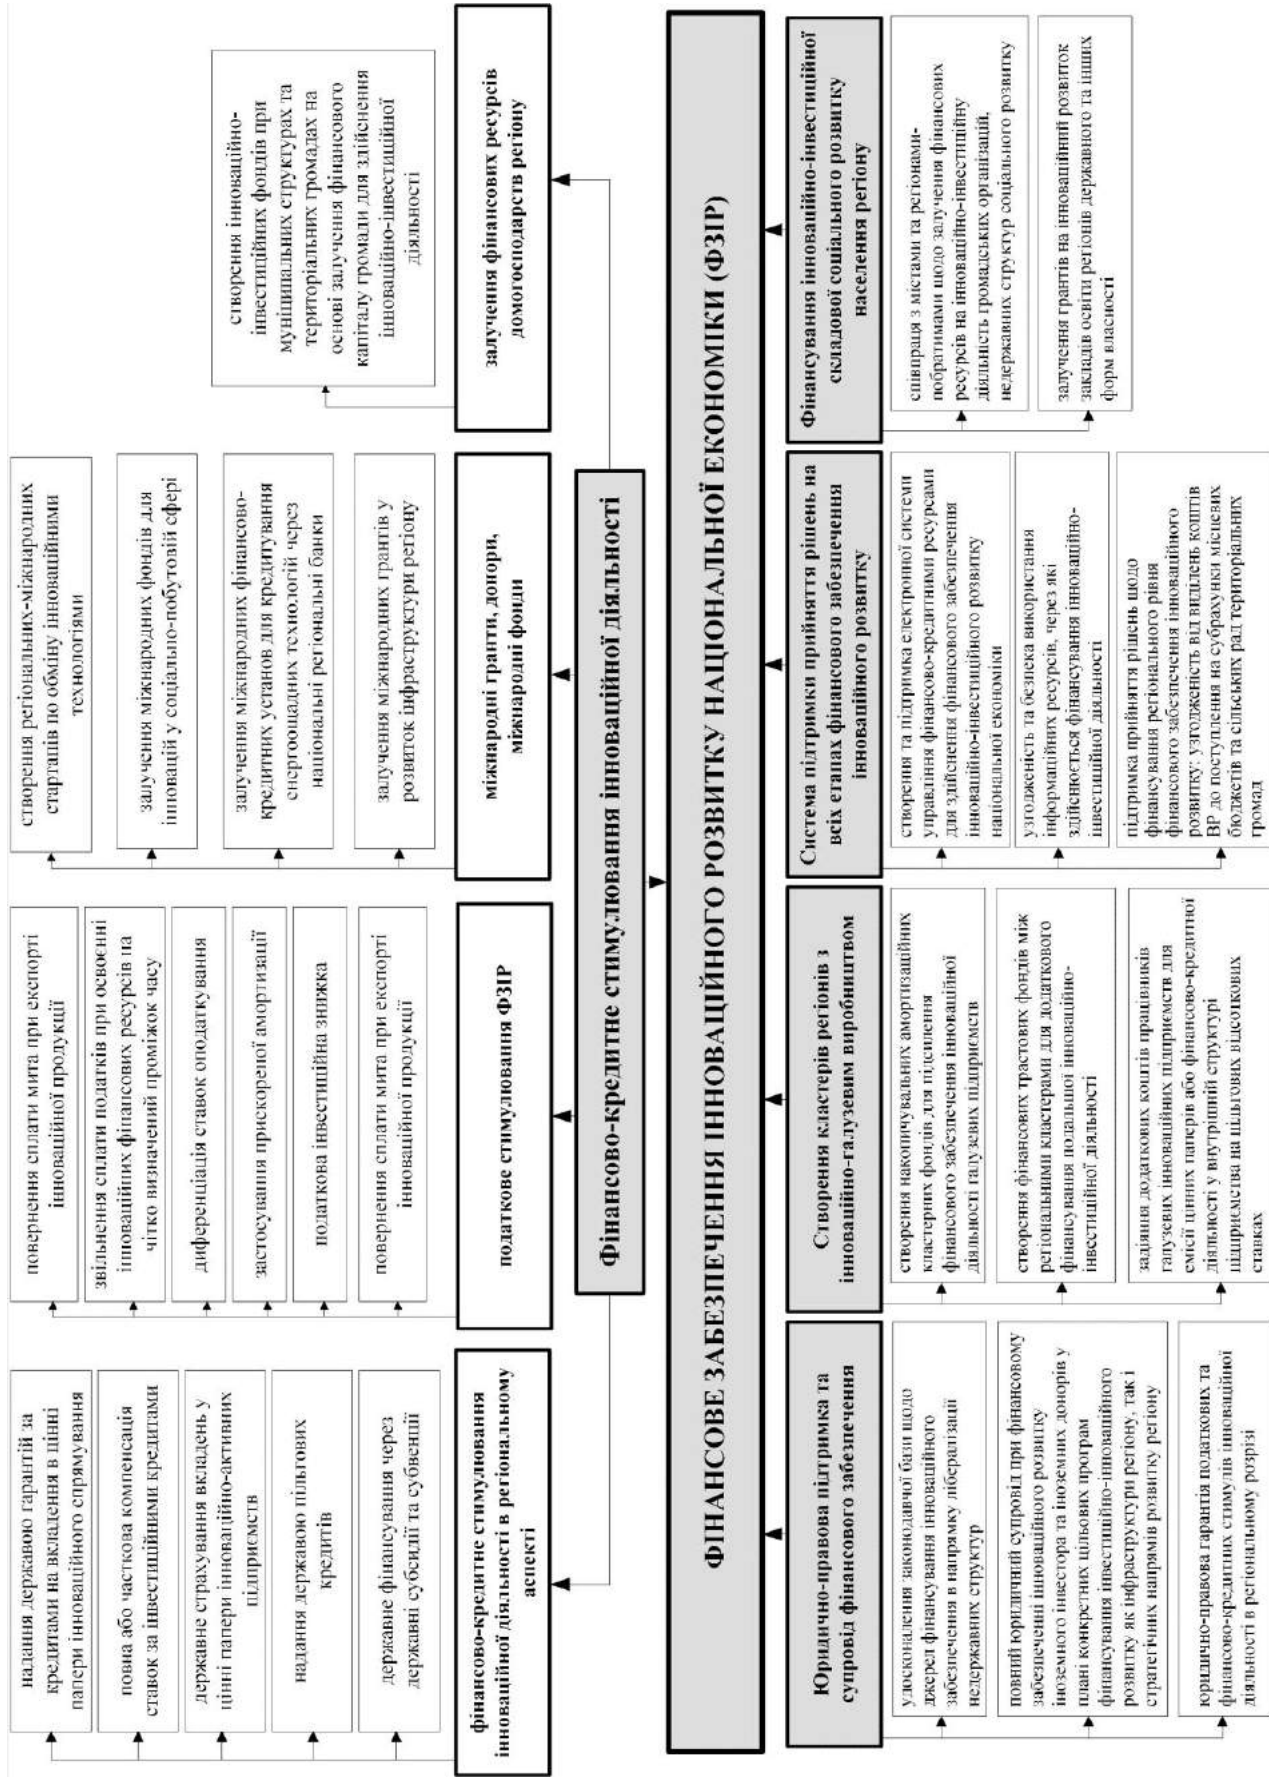 надання державою гарантій за
кредитами на вкладення в цінні
папери інноваційного спрямування
повна або часткова компенсація
ставок за інвестиційними кредитами
державне страхування вкладень у
цінні папери інноваційно-активних
підприємств
надання державою пільгових
кредитів
державне фінансування через
державні субсидії та субвенції
фінансово-кредитне стимулювання
інноваційної діяльності в регіональному
аспекті
повернення сплати мита при експорті
інноваційної продукції
звільнення сплати податків при освоєнні
інноваційних фінансових ресурсів на
чітко визначений проміжок часу
диференціація ставок оподаткування
застосування прискореної амортизації
податкова інвестиційна знижка
повернення сплати мита при експорті
інноваційної продукції
податкове стимулювання ФЗІР
створення регіональних-міжнародних
стартапів по обміну інноваційними
технологіями
залучення міжнародних фондів для
інновацій у соціально-побутовій сфері
залучення міжнародних фінансово-
кредитних установ для кредитування
енергоощадних технологій через
національні регіональні банки
залучення міжнародних грантів у
розвиток інфраструктури регіону
міжнародні гранти, донори,
міжнародні фонди
створення інноваційно-
інвестиційних фондів при
муніципальних структурах та
територіальних громадах на
основі залучення фінансового
капіталу громади для здійснення
інноваційно-інвестиційної
діяльності
залучення фінансових ресурсів
домогосподарств регіону
Фінансово-кредитне стимулювання інноваційної діяльності
ФІНАНСОВЕ ЗАБЕЗПЕЧЕННЯ ІННОВАЦІЙНОГО РОЗВИТКУ НАЦІОНАЛЬНОЇ ЕКОНОМІКИ (ФЗІР)
Юридично-правова підтримка та
супровід фінансового забезпечення
удосконалення законодавчої бази щодо
джерел фінансування інноваційного
забезпечення в напрямку лібералізації
недержавних структур
повний юридичний супровід при фінансовому
забезпеченні інноваційного розвитку
іноземного інвестора та іноземних донорів у
плані конкретних цільових програм
фінансування інвестиційно-інноваційного
розвитку як інфраструктури регіону, так і
стратегічних напрямів розвитку регіону
юридично-правова гарантія податкових та
фінансово-кредитних стимулів інноваційної
діяльності в регіональному розрізі
Створення кластерів регіонів з
інноваційно-галузевим виробництвом
створення накопичувальних амортизаційних
кластерних фондів для підсилення
фінансового забезпечення інноваційної
діяльності галузевих підприємств
створення фінансових трастових фондів між
регіональними кластерами для додаткового
фінансування подальшої інноваційно-
інвестиційної діяльності
задіяння додаткових коштів працівників
галузевих інноваційних підприємств для
емісії цінних паперів або фінансово-кредитної
діяльності у внутрішній структурі
підприємства на пільгових відсоткових
ставках
Система підтримки прийняття рішень на
всіх етапах фінансового забезпечення
інноваційного розвитку
створення та підтримка електронної системи
управління фінансово-кредитними ресурсами
для здійснення фінансового забезпечення
інноваційно-інвестиційного розвитку
національної економіки
узгодженість та безпека використання
інформаційних ресурсів, через які
здійснюється фінансування інноваційно-
інвестиційної діяльності
підтримка прийняття рішень щодо
фінансування регіонального рівня
фінансового забезпечення інноваційного
розвитку: узгодженість від виділень коштів
ВР до поступлення на субрахунки місцевих
бюджетів та сільських рад територіальних
громад
Фінансування інноваційно-інвестиційної
складової соціального розвитку
населення регіону
співпраця з містами та регіонами-
побратимами щодо залучення фінансових
ресурсів на інноваційно-інвестиційну
діяльність громадських організацій,
недержавних структур соціального розвитку
залучення грантів на інноваційний розвиток
закладів освіти регіонів державного та інших
форм власності